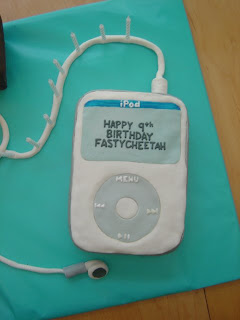 iPod
HAPPY 9th
BIRTHDAY
FASTYCHEETAH
MENU